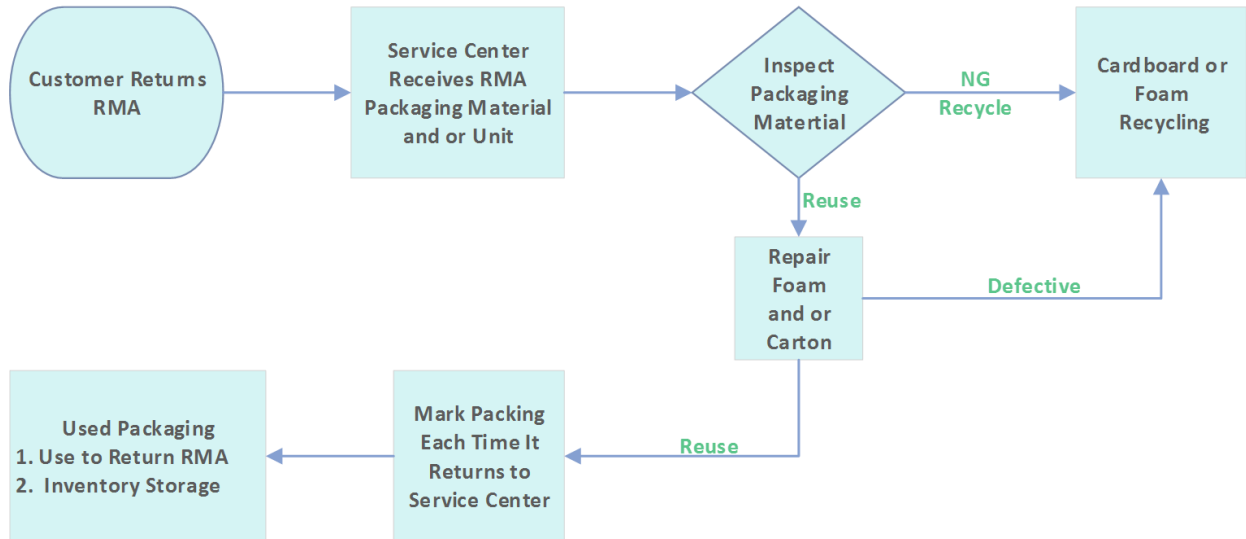 Customer Returns
RMA
Service Center
Receives RMA
Packaging Material
and or Unit
Inspect
Packaging
Matertial
NG
Recycle
Cardboard or
Foam
Recycling
Reuse
Repair
Foam
and or
Carton
Defective
Reuse
Mark Packing
Each Time It
Returns to
Service Center
Used Packaging
1. Use to Return RMA
2. Inventory Storage